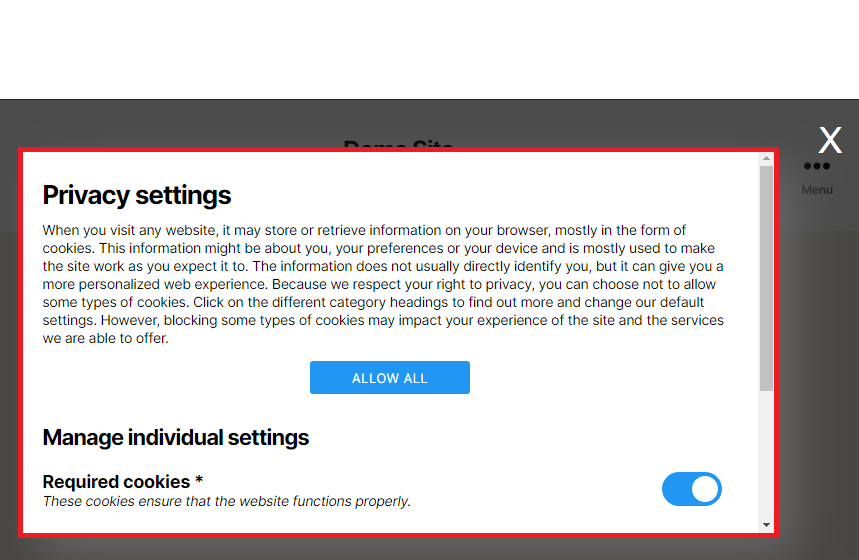 Demo Site
X
Menu
Privacy settings
When you visit any website, it may store or retrieve information on your browser, mostly in the form of
cookies. This information might be about you, your preferences or your device and is mostly used to make
the site work as you expect it to. The information does not usually directly identify you, but it can give you a
more personalized web experience. Because we respect your right to privacy, you can choose not to allow
some types of cookies. Click on the different category headings to find out more and change our default
settings. However, blocking some types of cookies may impact your experience of the site and the services
we are able to offer.
ALLOW ALL
Manage individual settings
Required cookies *
These cookies ensure that the website functions properly.